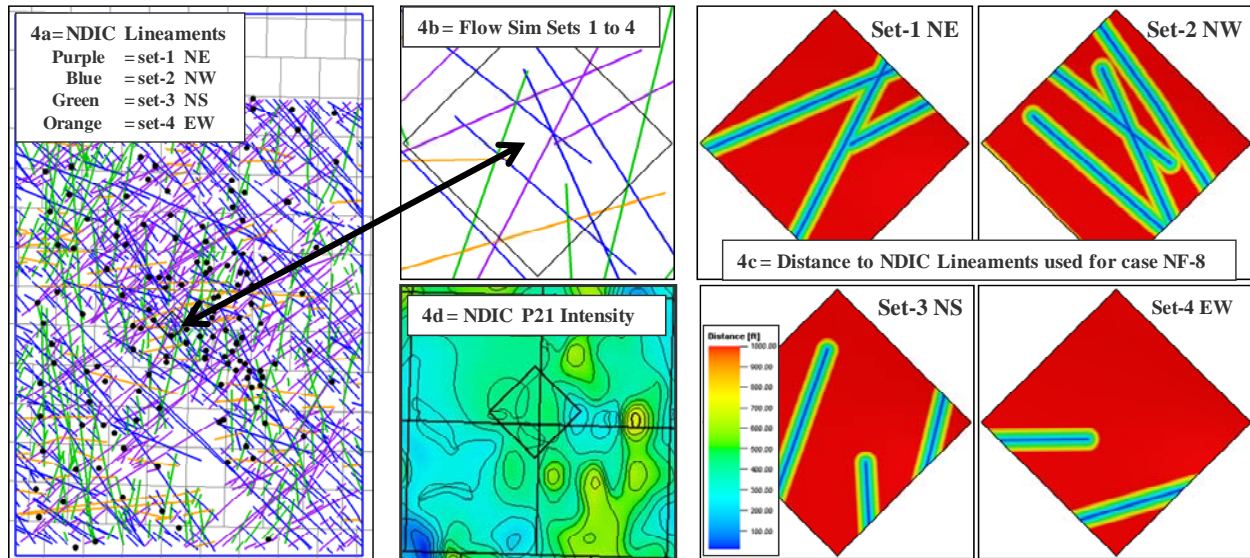 4a= NDIC Lineaments
Purple = set-1 NE
Blue = set-2 NW
Green = set-3 NS
Orange = set-4 EW
4b= Flow Sim Sets 1 to 4
4d= NDIC P21 Intensity
Set-1 NE
Set-2 NW
4c = Distance to NDIC Lineaments used for case NF-8
Set-3 NS
Set-4 EW
Distance [ft]
1000.00
900.00
800.00
700.00
600.00
500.00
400.00
300.00
200.00
100.00